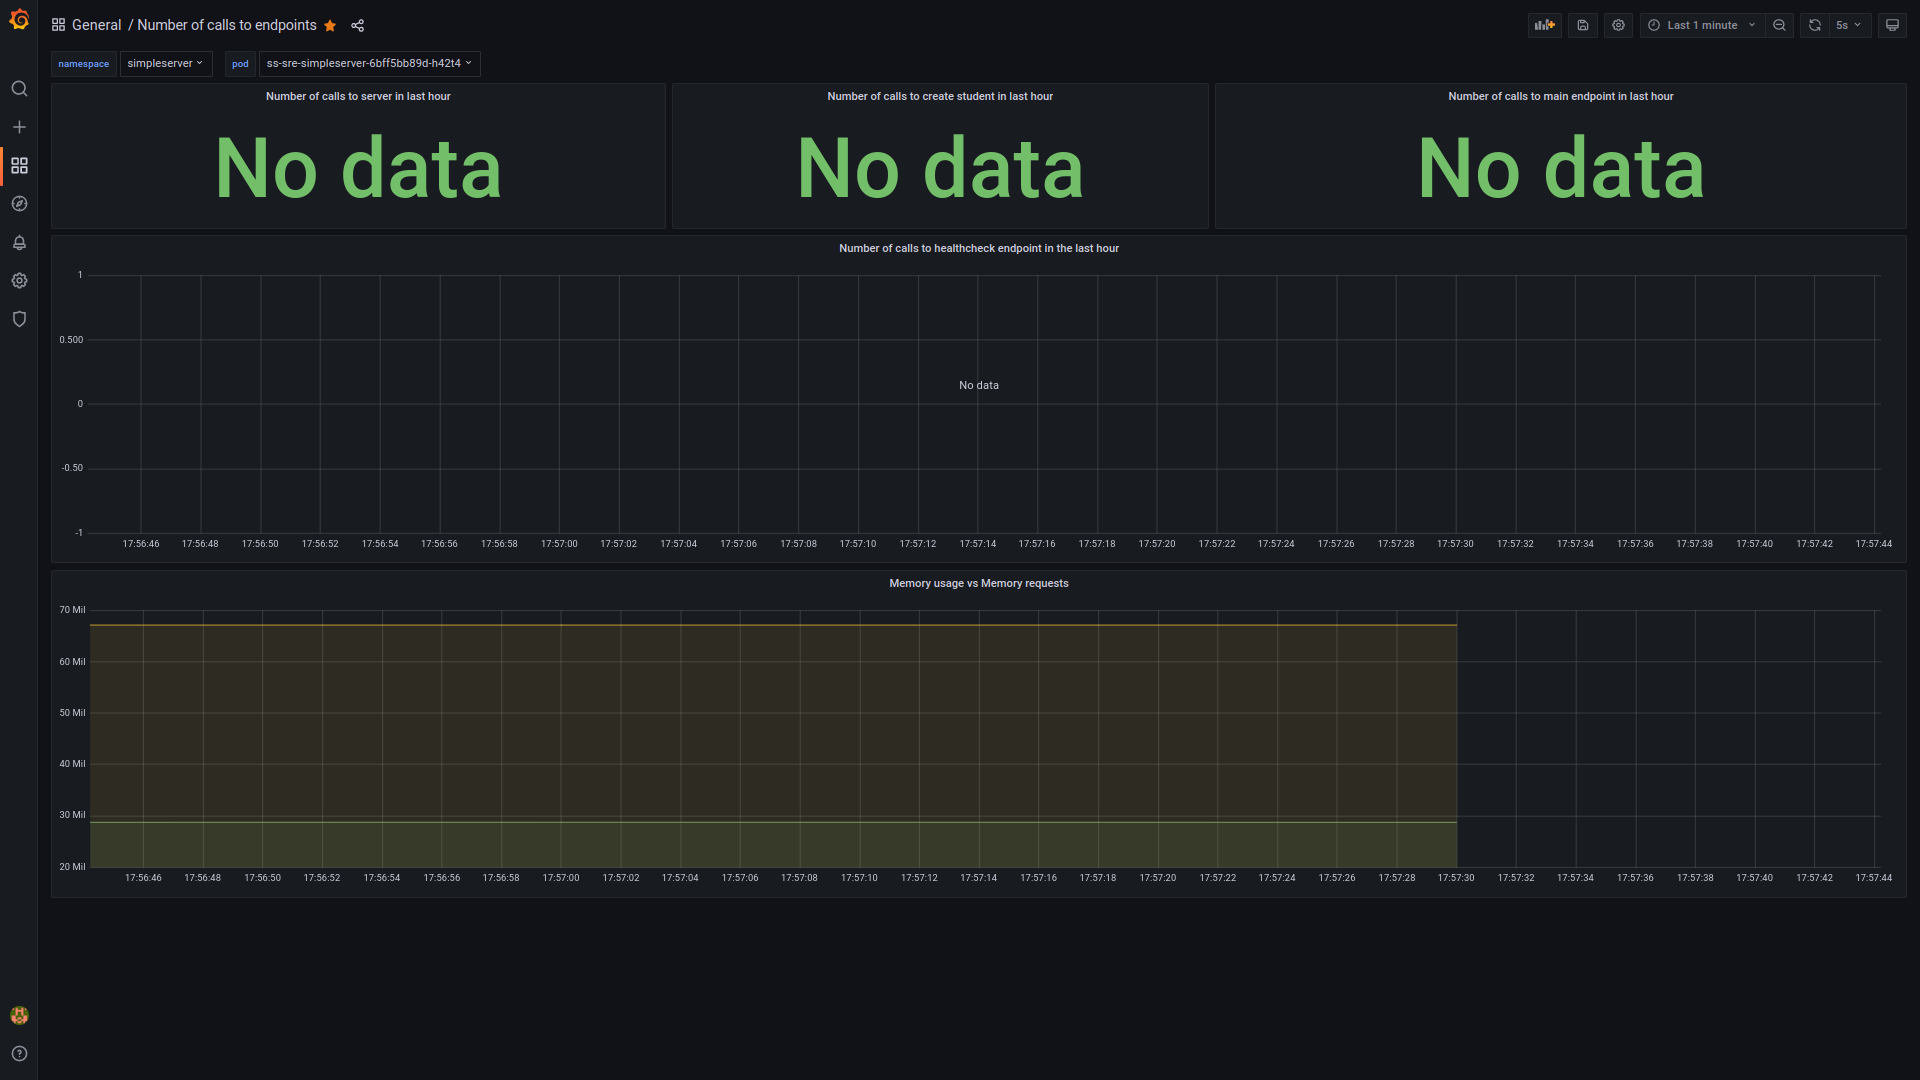 General / Number of calls to endpoints
Last 1 minute
5s
namespace simpleserver pod ss-sre-simpleserver-6bff5bb89d-h42t4
Number of calls to server in last hour
No data
Number of calls to create student in last hour
No data
Number of calls to main endpoint in last hour
No data
Number of calls to healthcheck endpoint in the last hour
1
0.500
0
-0.50
-1
No data
17:56:46 17:56:48 17:56:50 17:56:52 17:56:54 17:56:56 17:56:58 17:57:00 17:57:02 17:57:04 17:57:06 17:57:08 17:57:10 17:57:12 17:57:14 17:57:16 17:57:18 17:57:20 17:57:22 17:57:24 17:57:26 17:57:28 17:57:30 17:57:32 17:57:34 17:57:36 17:57:38 17:57:40 17:57:42 17:57:44
Memory usage vs Memory requests
70 Mil
60 Mil
50 Mil
40 Mil
30 Mil
20 Mil
17:56:46 17:56:48 17:56:50 17:56:52 17:56:54 17:56:56 17:56:58 17:57:00 17:57:02 17:57:04 17:57:06 17:57:08 17:57:10 17:57:12 17:57:14 17:57:16 17:57:18 17:57:20 17:57:22 17:57:24 17:57:26 17:57:28 17:57:30 17:57:32 17:57:34 17:57:36 17:57:38 17:57:40 17:57:42 17:57:44